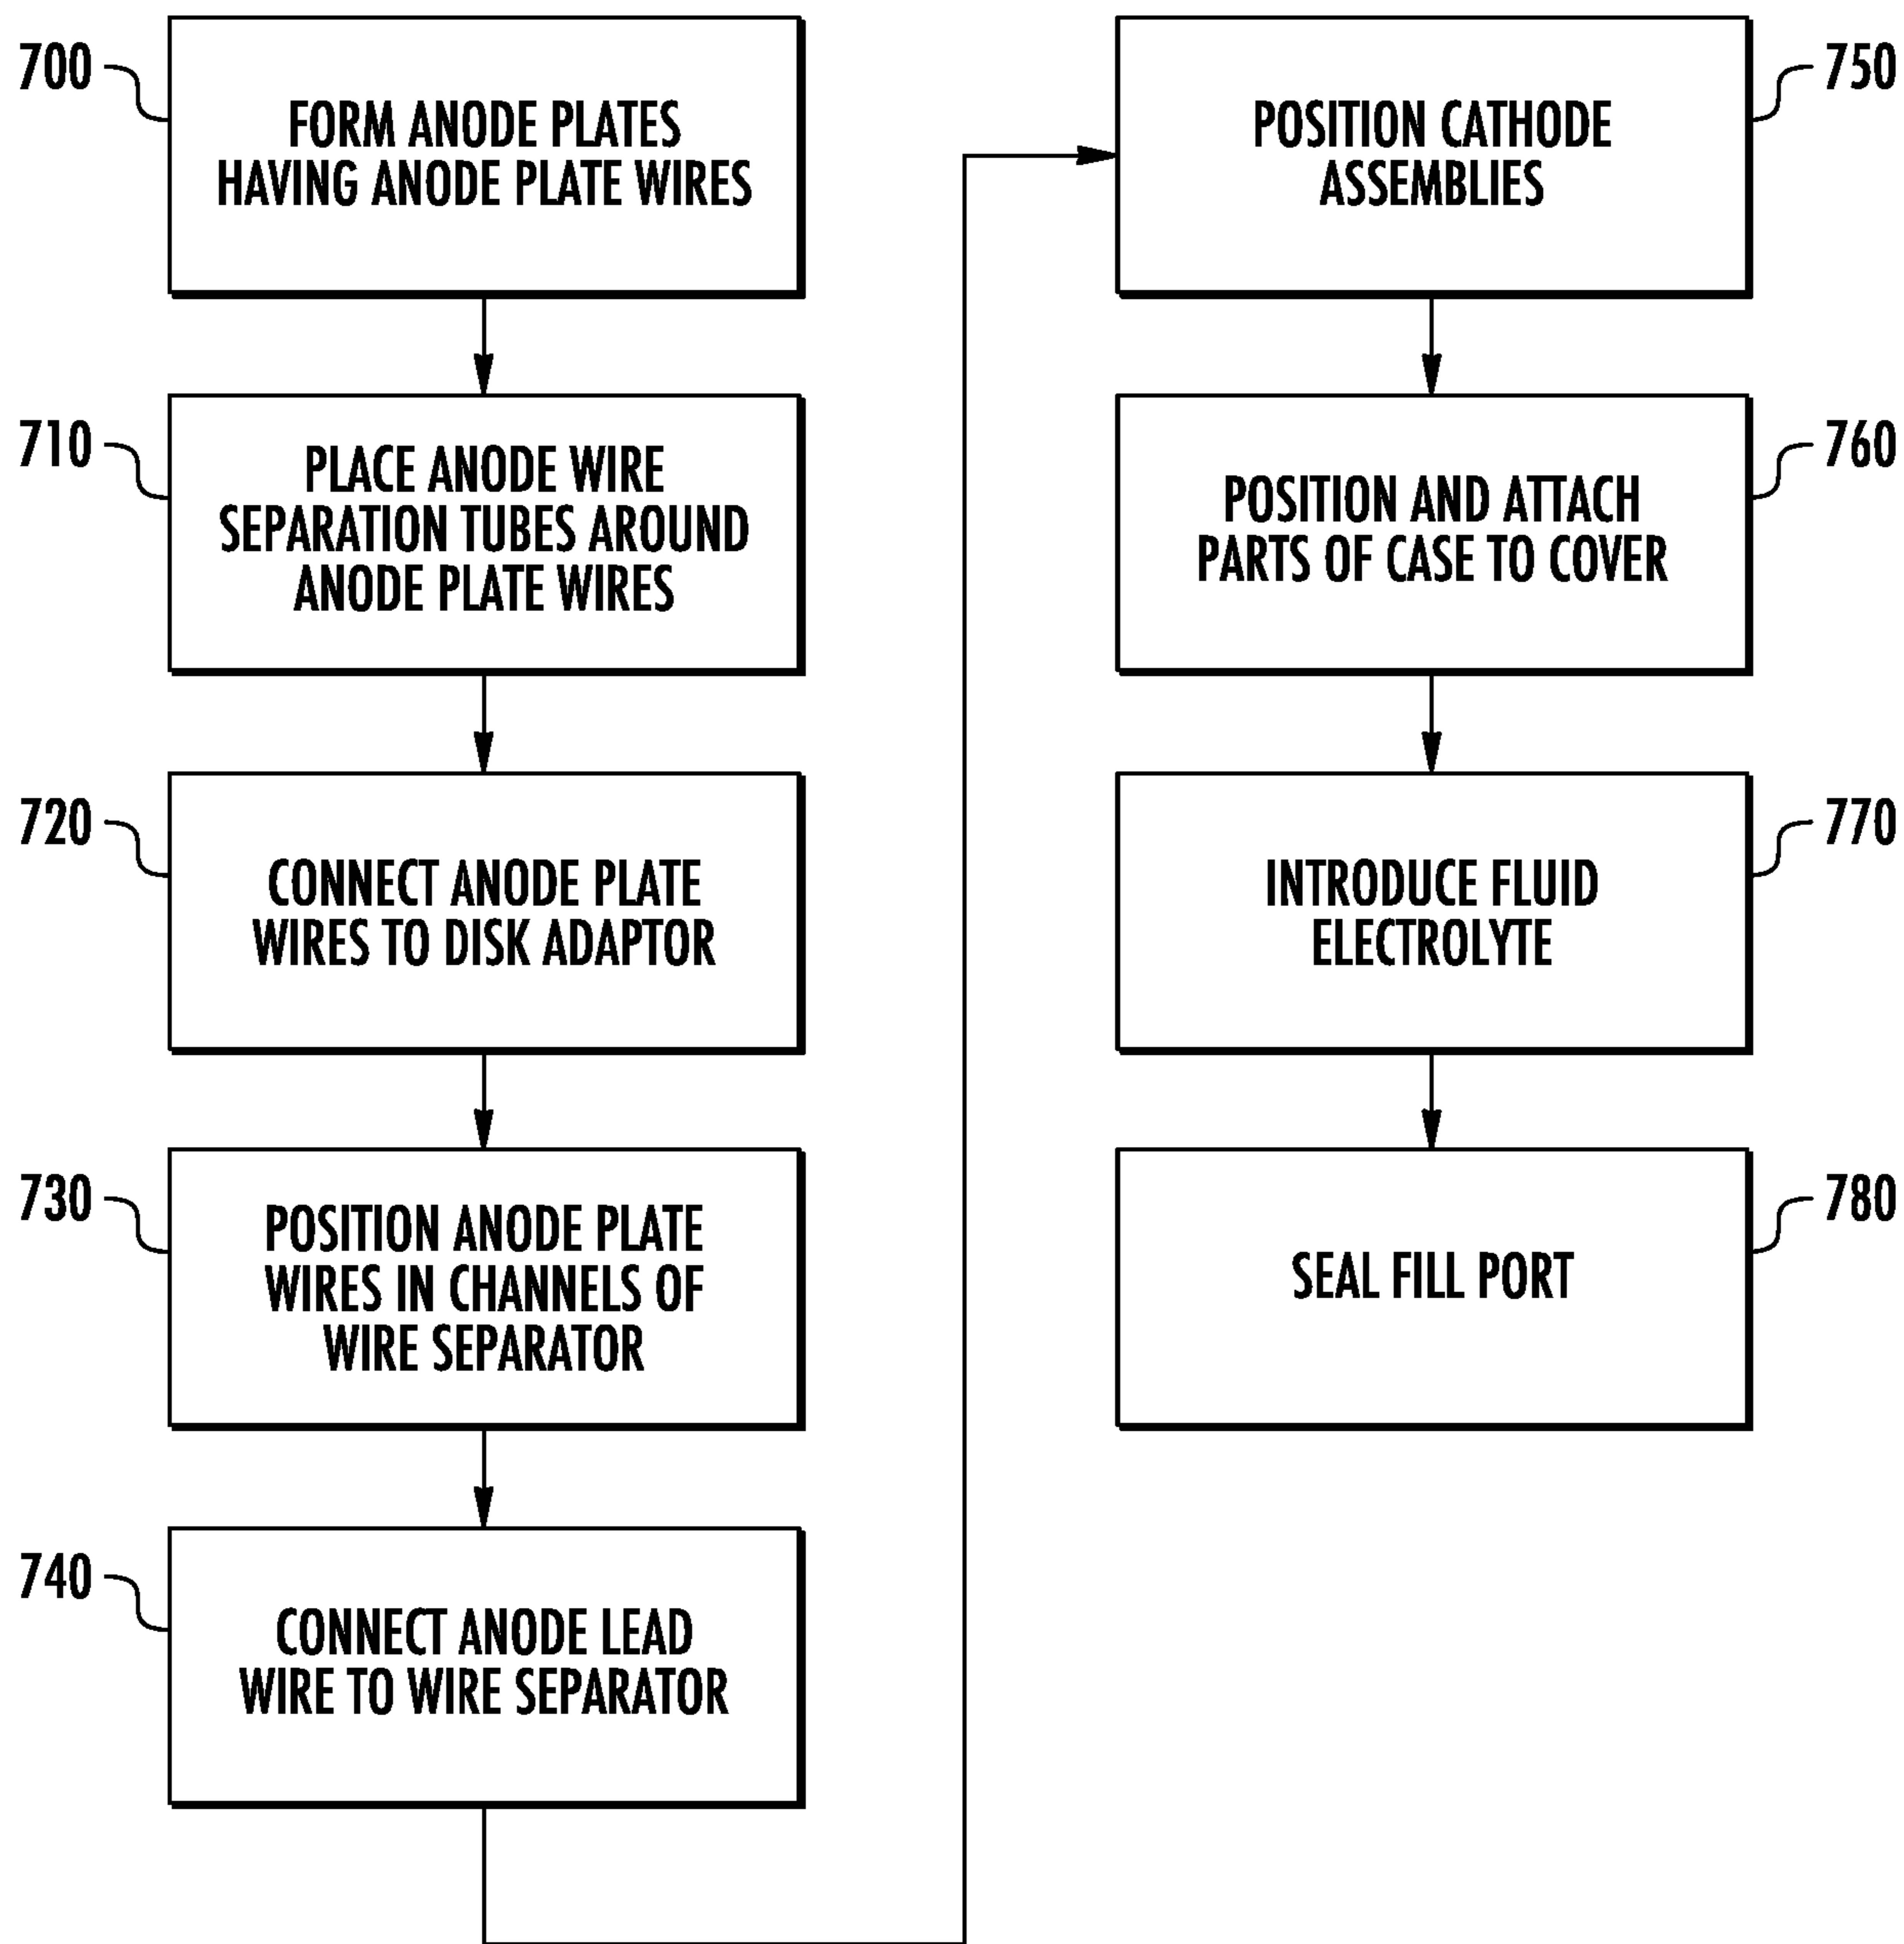 700
FORM ANODE PLATES
HAVING ANODE PLATE WIRES
710
PLACE ANODE WIRE
SEPARATION TUBES AROUND
ANODE PLATE WIRES
720
CONNECT ANODE PLATE
WIRES TO DISK ADAPTOR
730
POSITION ANODE PLATE
WIRES IN CHANNELS OF
WIRE SEPARATOR
740
CONNECT ANODE LEAD
WIRE TO WIRE SEPARATOR
750
POSITION CATHODE
ASSEMBLIES
760
POSITION AND ATTACH
PARTS OF CASE TO COVER
770
INTRODUCE FLUID
ELECTROLYTE
780
SEAL FILL PORT